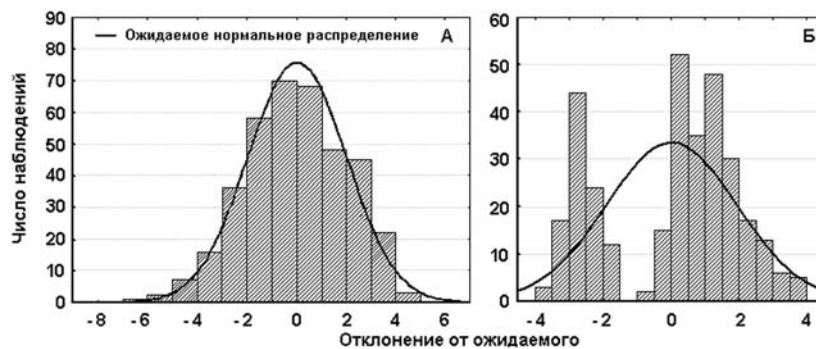 Ожидаемое нормальное распределение
А
Б
Число наблюдений
90
80
70
60
50
40
30
20
10
0
-8 -6 -4 -2 0 2 4 6
60
50
40
30
20
10
0
-4 -2 0 2 4
Отклонение от ожидаемого